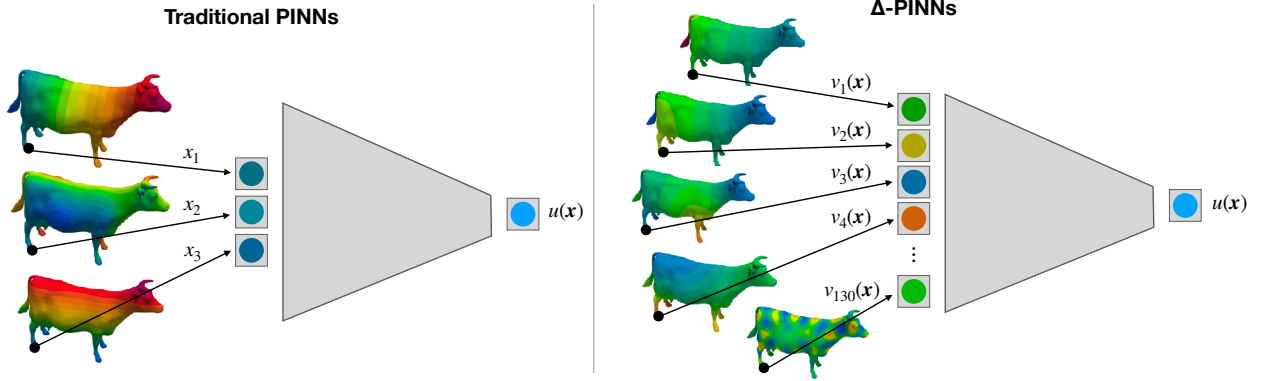 Traditional PINNs
x₁
x₂
x₃
u(x)
Δ-PINNs
v₁(x)
v₂(x)
v₃(x)
v₄(x)
⋮
v₁₃₀(x)
u(x)